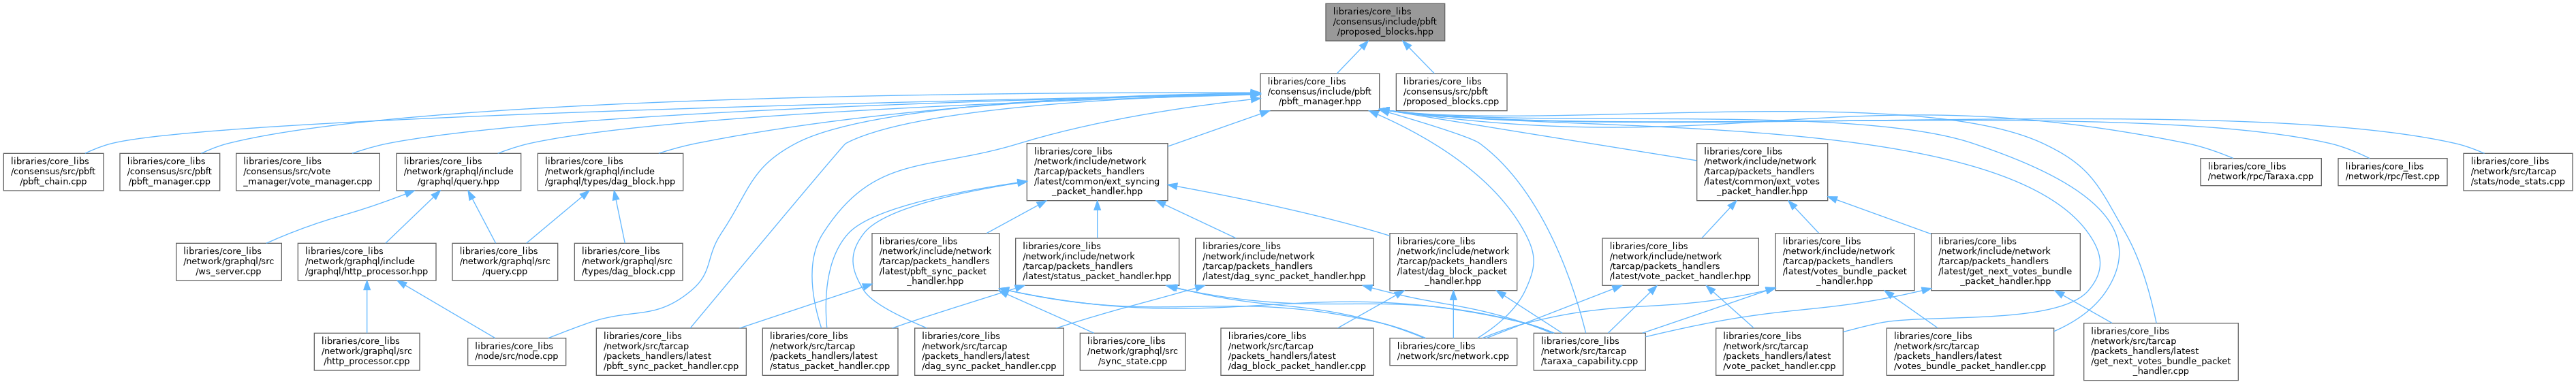 libraries/core_libs
/consensus/include/pbft
/proposed_blocks.hpp
libraries/core_libs
/consensus/include/pbft
/pbft_manager.hpp
libraries/core_libs
/consensus/src/pbft
/proposed_blocks.cpp
libraries/core_libs
/consensus/src/pbft
/pbft_chain.cpp
libraries/core_libs
/consensus/src/pbft
/pbft_manager.cpp
libraries/core_libs
/consensus/src/vote
_manager/vote_manager.cpp
libraries/core_libs
/network/graphql/include
/graphql/query.hpp
libraries/core_libs
/network/graphql/include
/graphql/types/dag_block.hpp
libraries/core_libs
/network/include/network
/tarcap/packets_handlers
/latest/common/ext_syncing
_packet_handler.hpp
libraries/core_libs
/network/include/network
/tarcap/packets_handlers
/latest/common/ext_votes
_packet_handler.hpp
libraries/core_libs
/network/rpc/Taraxa.cpp
libraries/core_libs
/network/rpc/Test.cpp
libraries/core_libs
/network/src/tarcap
/stats/node_stats.cpp
libraries/core_libs
/network/graphql/src
/ws_server.cpp
libraries/core_libs
/network/graphql/include
/graphql/http_processor.hpp
libraries/core_libs
/network/graphql/src
/query.cpp
libraries/core_libs
/network/graphql/src
/types/dag_block.cpp
libraries/core_libs
/network/include/network
/tarcap/packets_handlers
/latest/pbft_sync_packet
_handler.hpp
libraries/core_libs
/network/include/network
/tarcap/packets_handlers
/latest/status_packet_handler.hpp
libraries/core_libs
/network/include/network
/tarcap/packets_handlers
/latest/dag_sync_packet_handler.hpp
libraries/core_libs
/network/include/network
/tarcap/packets_handlers
/latest/dag_block_packet
_handler.hpp
libraries/core_libs
/network/include/network
/tarcap/packets_handlers
/latest/vote_packet_handler.hpp
libraries/core_libs
/network/include/network
/tarcap/packets_handlers
/latest/votes_bundle_packet
_handler.hpp
libraries/core_libs
/network/include/network
/tarcap/packets_handlers
/latest/get_next_votes_bundle
_packet_handler.hpp
libraries/core_libs
/network/graphql/src
/http_processor.cpp
libraries/core_libs
/node/src/node.cpp
libraries/core_libs
/network/src/tarcap
/packets_handlers/latest
/pbft_sync_packet_handler.cpp
libraries/core_libs
/network/src/tarcap
/packets_handlers/latest
/status_packet_handler.cpp
libraries/core_libs
/network/src/tarcap
/packets_handlers/latest
/dag_sync_packet_handler.cpp
libraries/core_libs
/network/graphql/src
/sync_state.cpp
libraries/core_libs
/network/src/tarcap
/packets_handlers/latest
/dag_block_packet_handler.cpp
libraries/core_libs
/network/src/network.cpp
libraries/core_libs
/network/src/tarcap
/taraxa_capability.cpp
libraries/core_libs
/network/src/tarcap
/packets_handlers/latest
/vote_packet_handler.cpp
libraries/core_libs
/network/src/tarcap
/packets_handlers/latest
/votes_bundle_packet_handler.cpp
libraries/core_libs
/network/src/tarcap
/packets_handlers/latest
/get_next_votes_bundle_packet
_handler.cpp